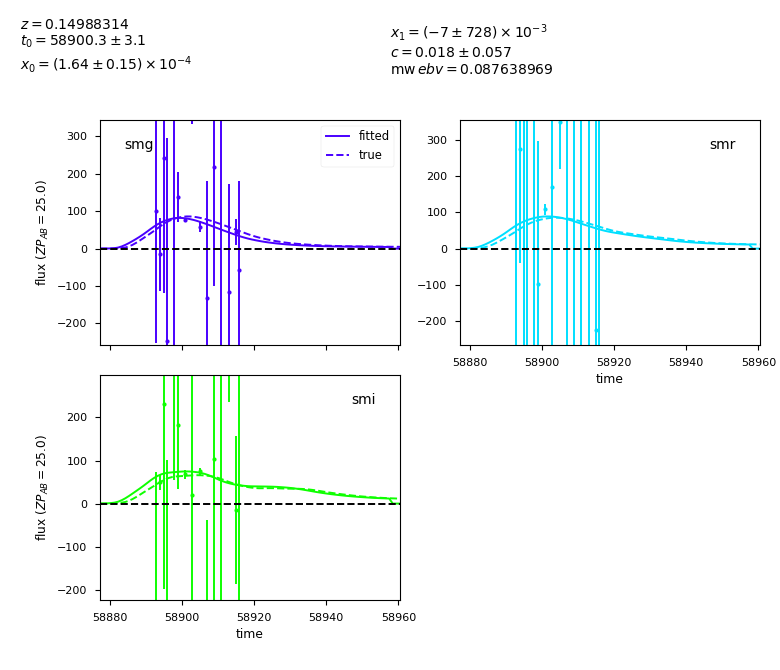 z = 0.14988314
t₀ = 58900.3 ± 3.1
x₀ = (1.64 ± 0.15) × 10⁻⁴
x₁ = (−7 ± 728) × 10⁻³
c = 0.018 ± 0.057
mw ebv = 0.087638969
smg
fitted
true
300
200
100
0
−100
−200
flux (ZP_AB = 25.0)
smr
300
200
100
0
−100
−200
58880 58900 58920 58940 58960
time
smi
200
100
0
−100
−200
flux (ZP_AB = 25.0)
58880 58900 58920 58940 58960
time